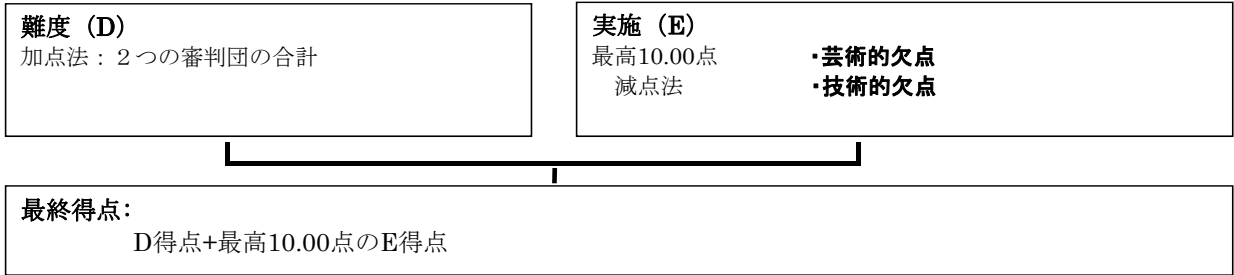 難度（D）
加点法：２つの審判団の合計
実施（E）
最高10.00点 ・芸術的欠点
減点法 ・技術的欠点
最終得点：
D得点+最高10.00点のE得点